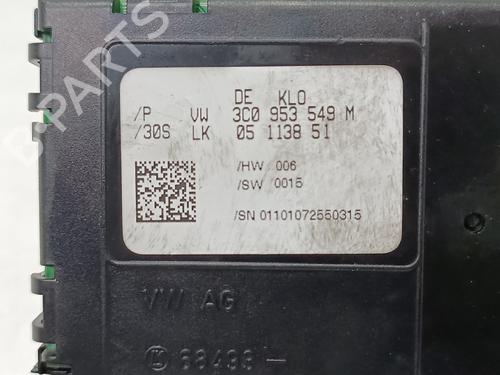 B-PARTS
DE KLO
/P VW 3C0 953 549 M
/30S LK 05 1138 51
/HW 006
/SW 0015
/SN 01101072550315
VW AG
68499